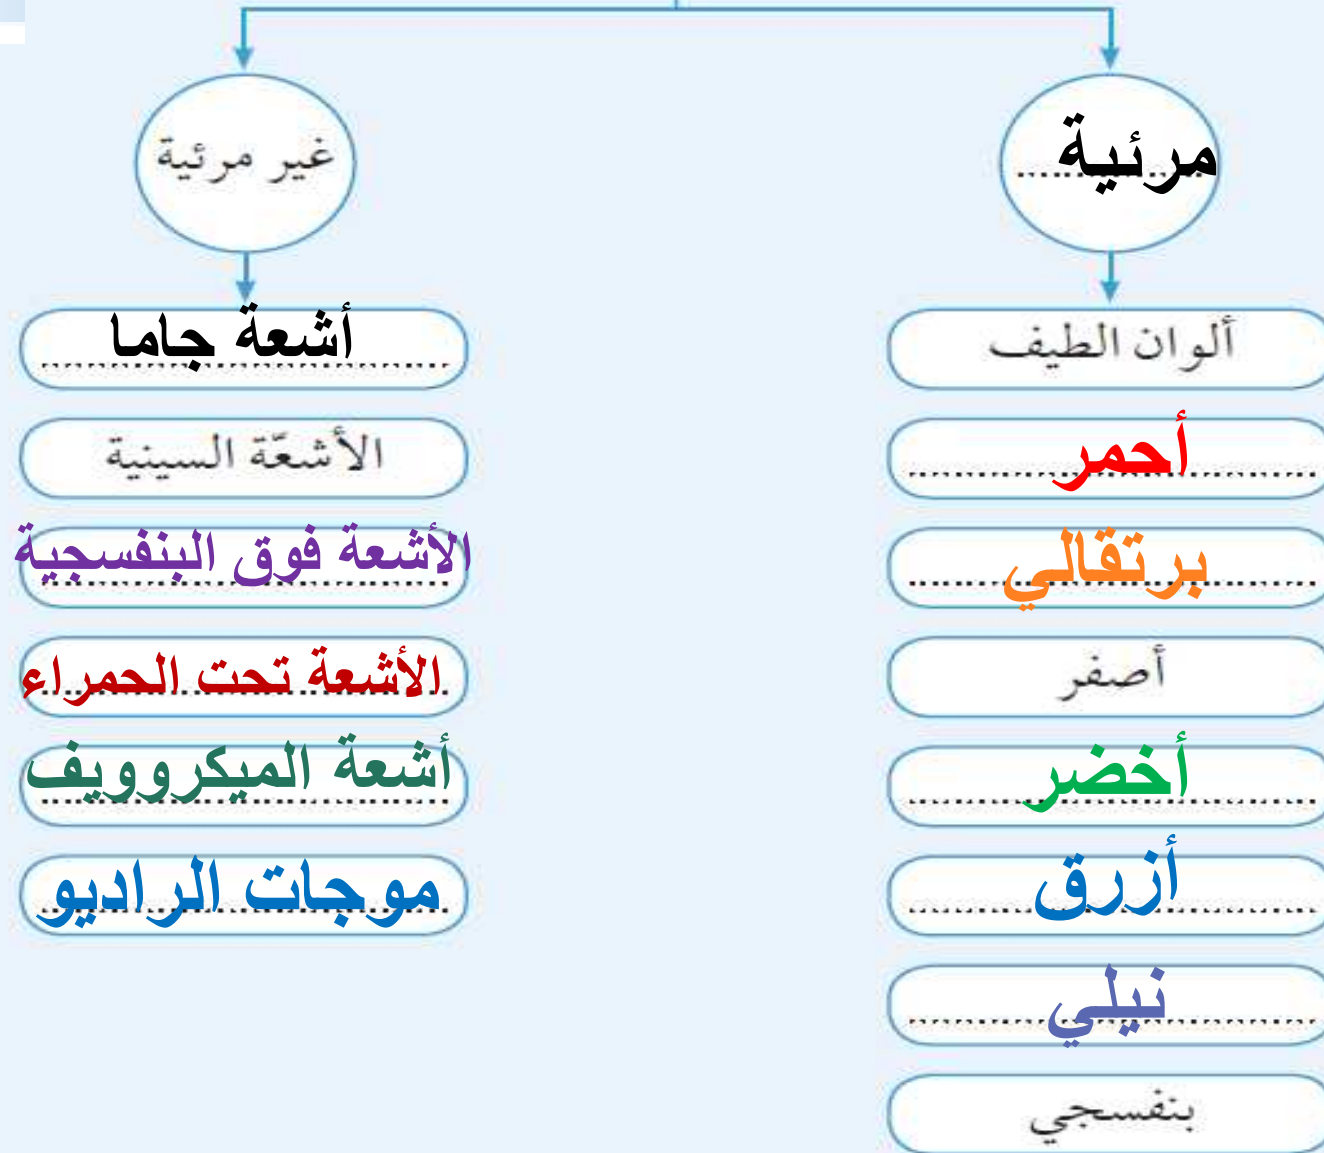 مرئية
ألوان الطيف
أحمر
برتقالي
أصفر
أخضر
أزرق
نيلي
بنفسجي
غير مرئية
أشعة جاما
الأشعّة السينية
الأشعة فوق البنفسجية
الأشعة تحت الحمراء
أشعة الميكروويف
موجات الراديو